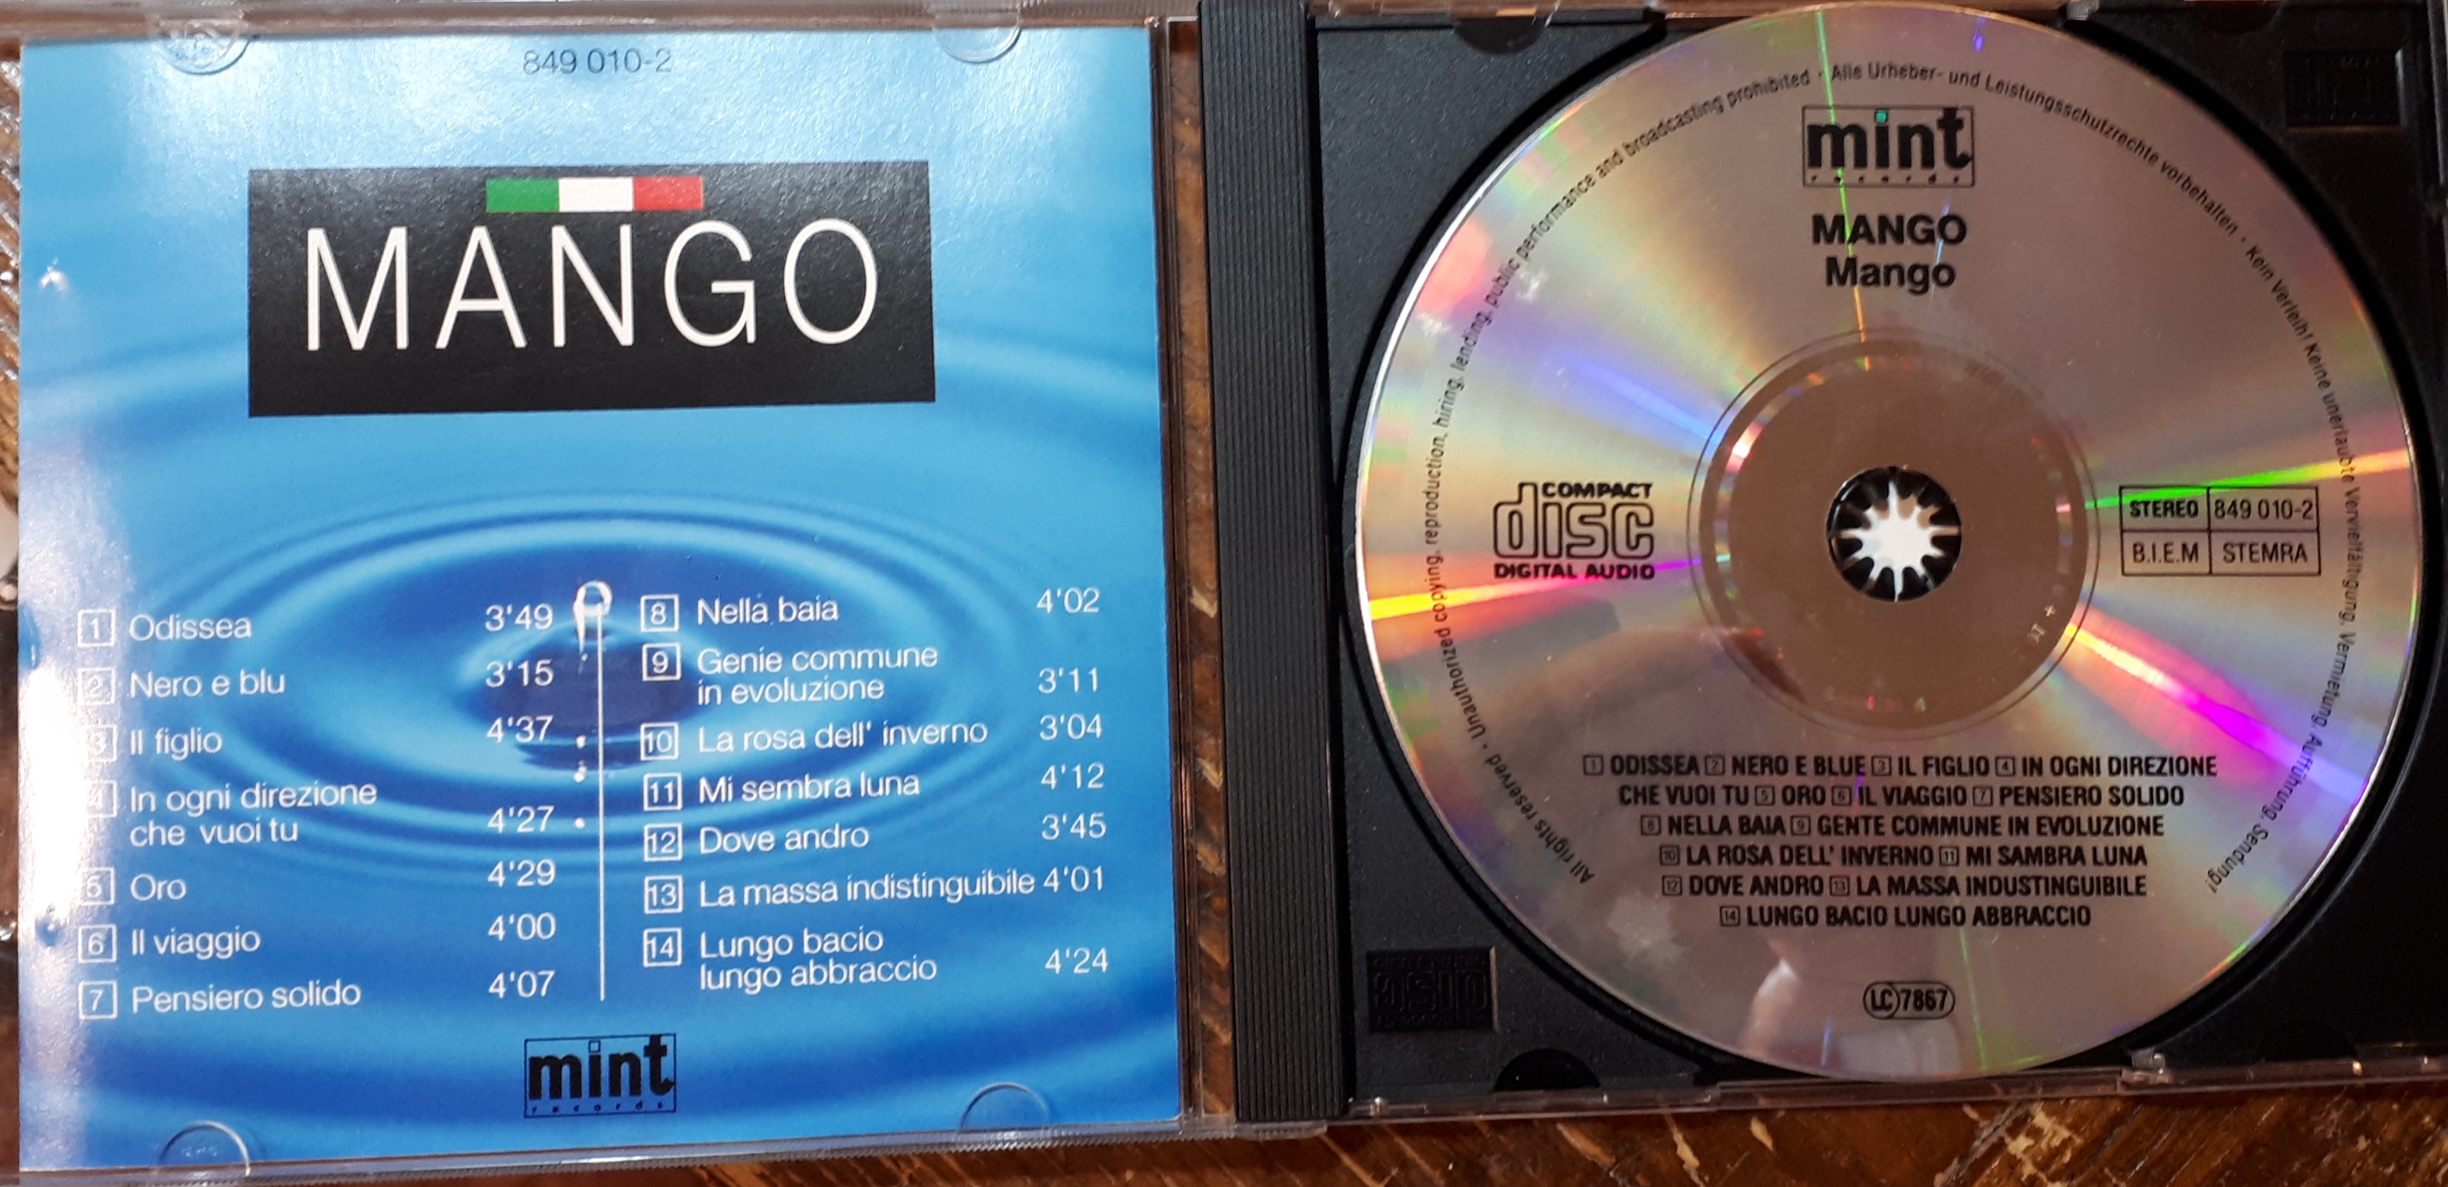 849 010-2
MANGO
1 Odissea 3'49
2 Nero e blu 3'15
3 Il figlio 4'37
4 In ogni direzione
che vuoi tu 4'27
5 Oro 4'29
6 Il viaggio 4'00
7 Pensiero solido 4'07
8 Nella baia 4'02
9 Genie commune
in evoluzione 3'11
10 La rosa dell' inverno 3'04
11 Mi sembra luna 4'12
12 Dove andro 3'45
13 La massa indistinguibile 4'01
14 Lungo bacio
lungo abbraccio 4'24
mint
records
All rights reserved · Unauthorized copying, reproduction, hiring, lending, public performance and broadcasting prohibited · Alle Urheber- und Leistungsschutzrechte vorbehalten · Kein Verleih! Keine unerlaubte Vervielfältigung, Vermietung, Aufführung, Sendung!
mint
records
MANGO
Mango
COMPACT
disc
DIGITAL AUDIO
STEREO 849 010-2
B.I.E.M STEMRA
1 ODISSEA 2 NERO E BLUE 3 IL FIGLIO 4 IN OGNI DIREZIONE
CHE VUOI TU 5 ORO 6 IL VIAGGIO 7 PENSIERO SOLIDO
8 NELLA BAIA 9 GENTE COMMUNE IN EVOLUZIONE
10 LA ROSA DELL' INVERNO 11 MI SAMBRA LUNA
12 DOVE ANDRO 13 LA MASSA INDUSTINGUIBILE
14 LUNGO BACIO LUNGO ABBRACCIO
LC 7867
disc